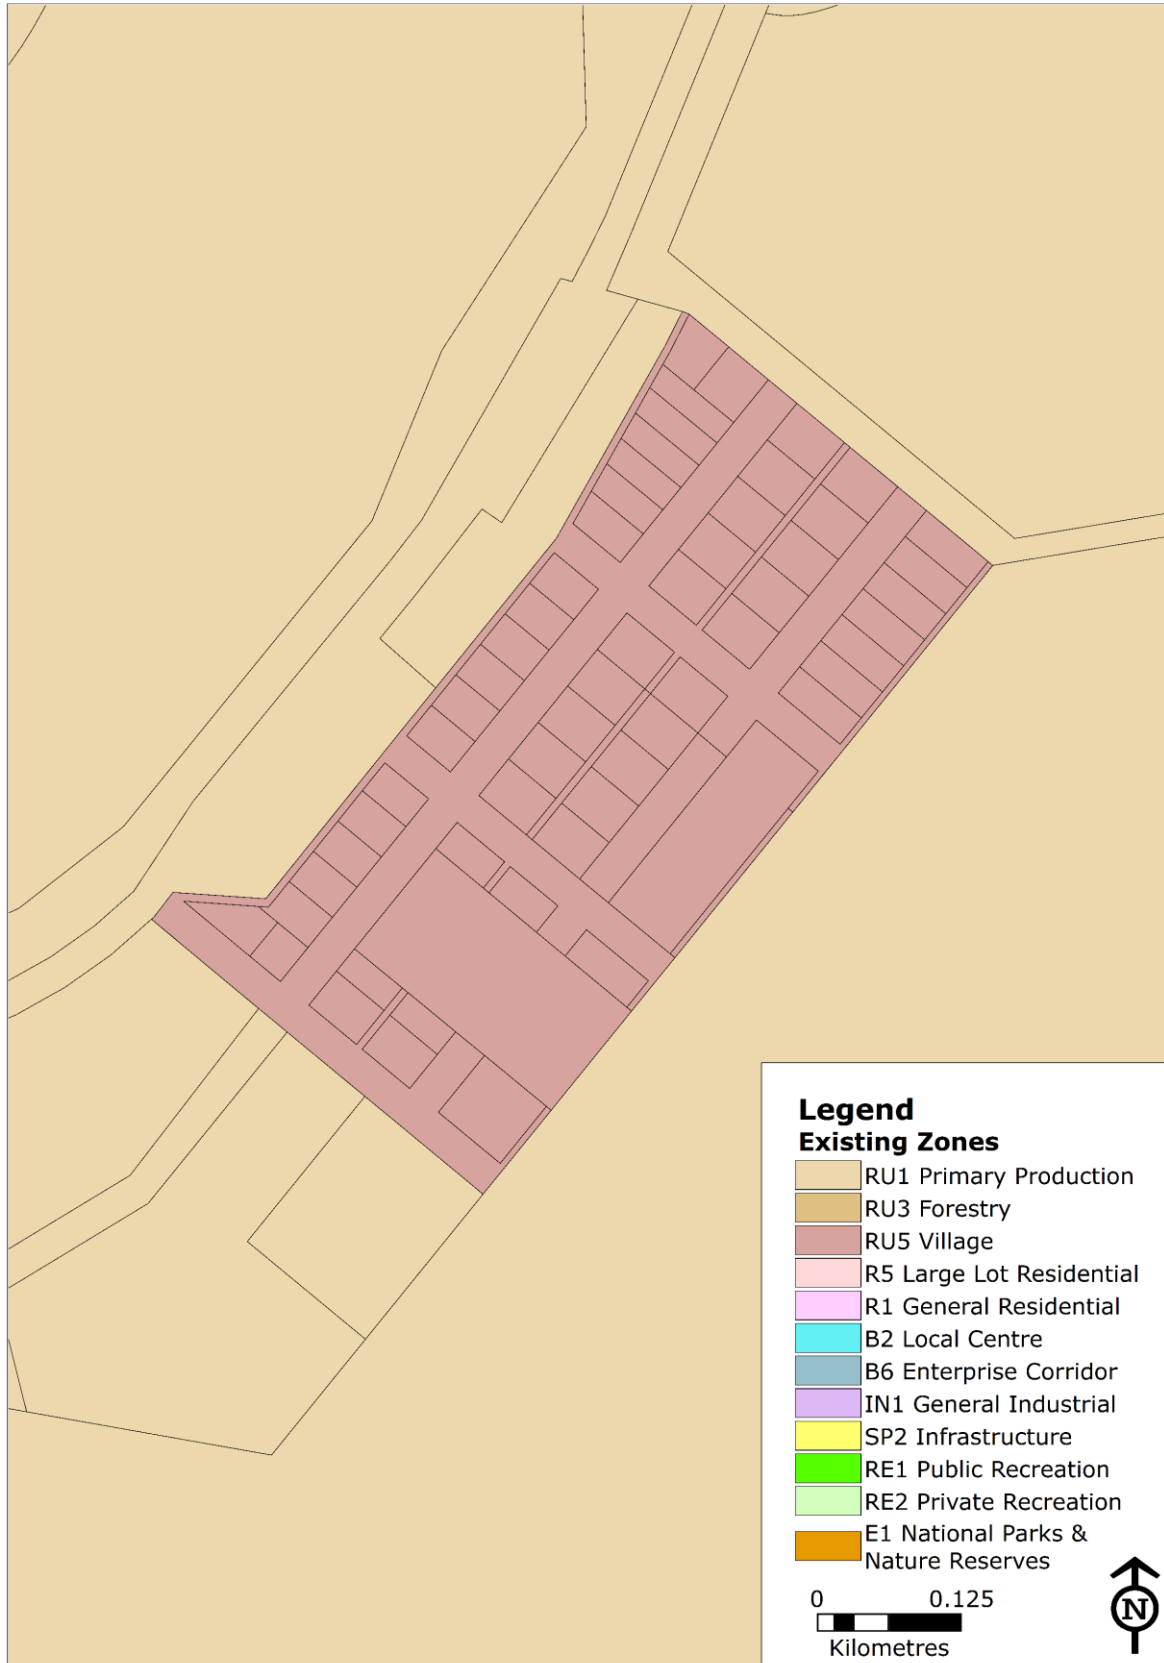 Legend
Existing Zones
RU1 Primary Production
RU3 Forestry
RU5 Village
R5 Large Lot Residential
R1 General Residential
B2 Local Centre
B6 Enterprise Corridor
IN1 General Industrial
SP2 Infrastructure
RE1 Public Recreation
RE2 Private Recreation
E1 National Parks &
Nature Reserves
0 0.125
Kilometres
N